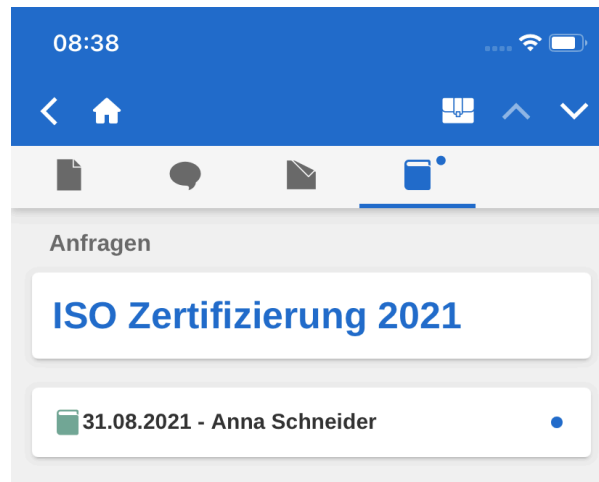 08:38
Anfragen
ISO Zertifizierung 2021
31.08.2021 - Anna Schneider